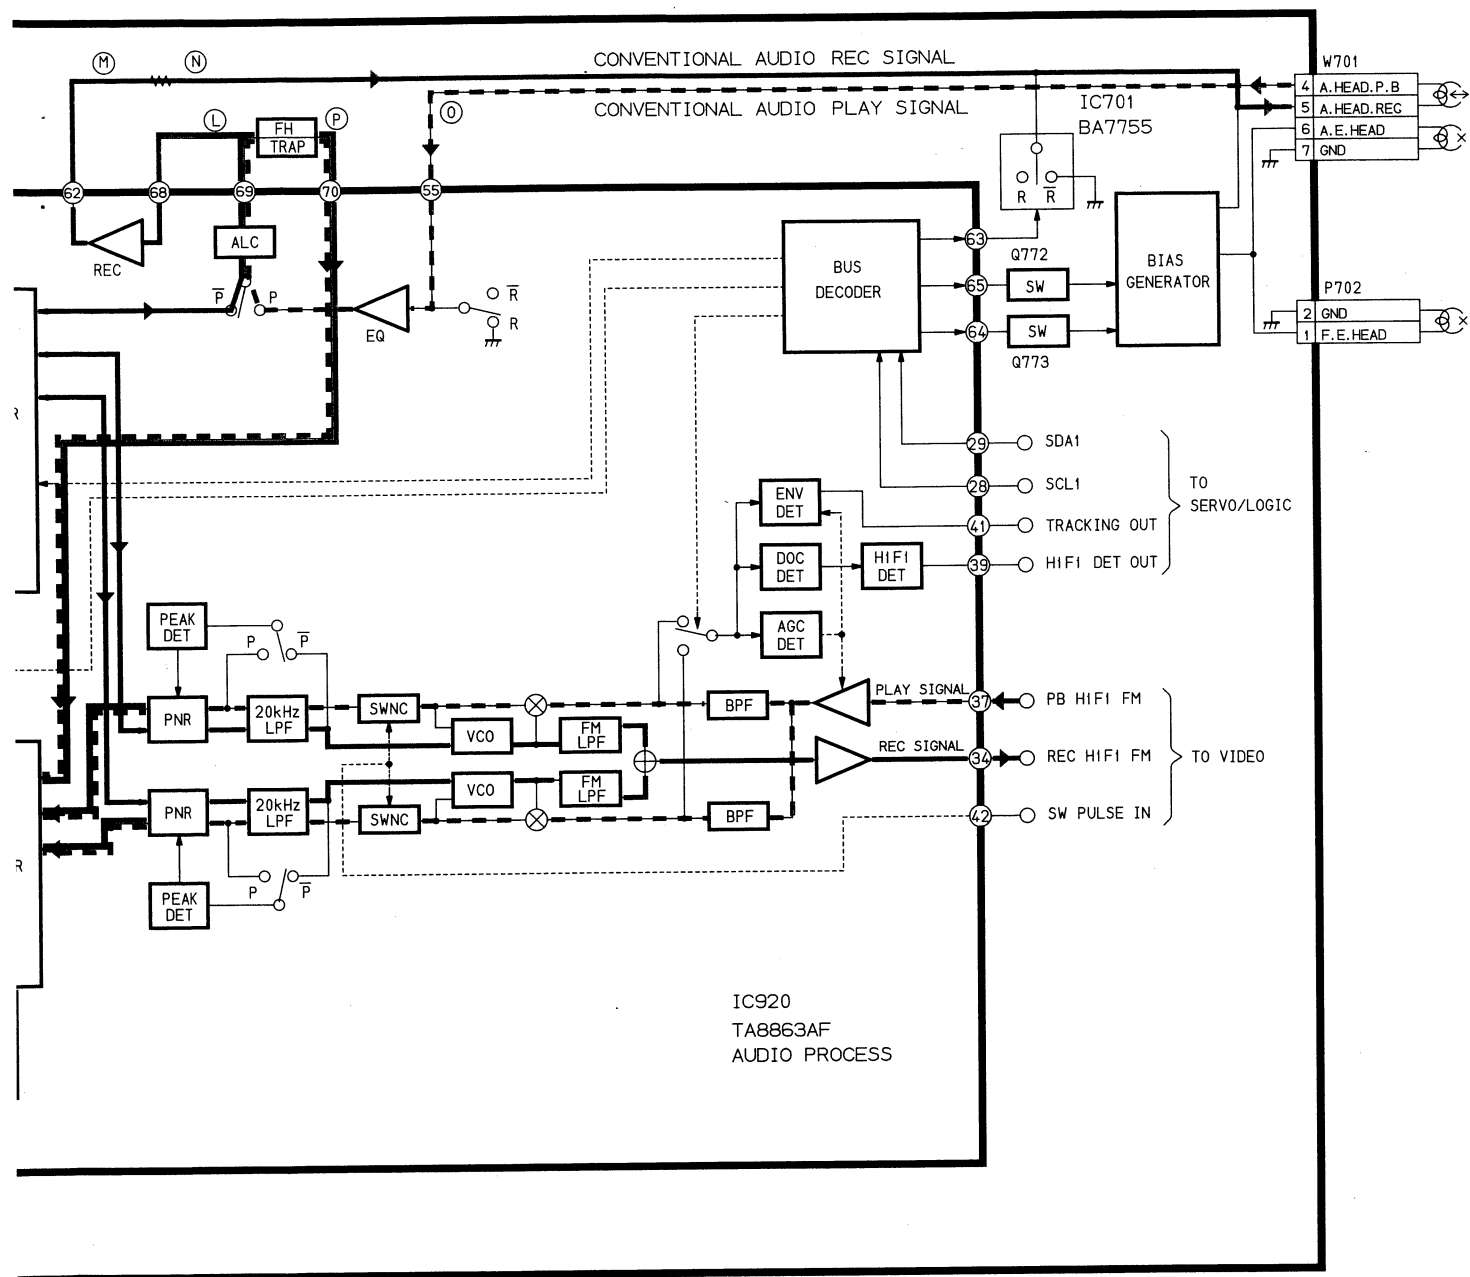 CONVENTIONAL AUDIO REC SIGNAL
CONVENTIONAL AUDIO PLAY SIGNAL
M
N
L
FH
TRAP
P
O
IC701
BA7755
W701
4 A.HEAD.P.B
5 A.HEAD.REC
6 A.E.HEAD
7 GND
62
68
69
70
55
R
R̅
REC
ALC
P̅
P
EQ
R̅
R
BUS
DECODER
63
65
64
Q772
SW
SW
Q773
BIAS
GENERATOR
P702
2 GND
1 F.E.HEAD
R
29
SDA1
28
SCL1
41
TRACKING OUT
39
HIFI DET OUT
TO
SERVO/LOGIC
ENV
DET
DOC
DET
HIFI
DET
AGC
DET
PEAK
DET
P
P̅
PNR
20kHz
LPF
SWNC
VCO
FM
LPF
BPF
PLAY SIGNAL
37
PB HIFI FM
REC SIGNAL
34
REC HIFI FM
TO VIDEO
42
SW PULSE IN
PNR
20kHz
LPF
SWNC
VCO
FM
LPF
BPF
R
P
P̅
PEAK
DET
IC920
TA8863AF
AUDIO PROCESS